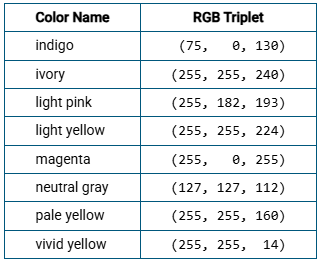 Color Name RGB Triplet
indigo (75,   0, 130)
ivory (255, 255, 240)
light pink (255, 182, 193)
light yellow (255, 255, 224)
magenta (255,   0, 255)
neutral gray (127, 127, 112)
pale yellow (255, 255, 160)
vivid yellow (255, 255,  14)